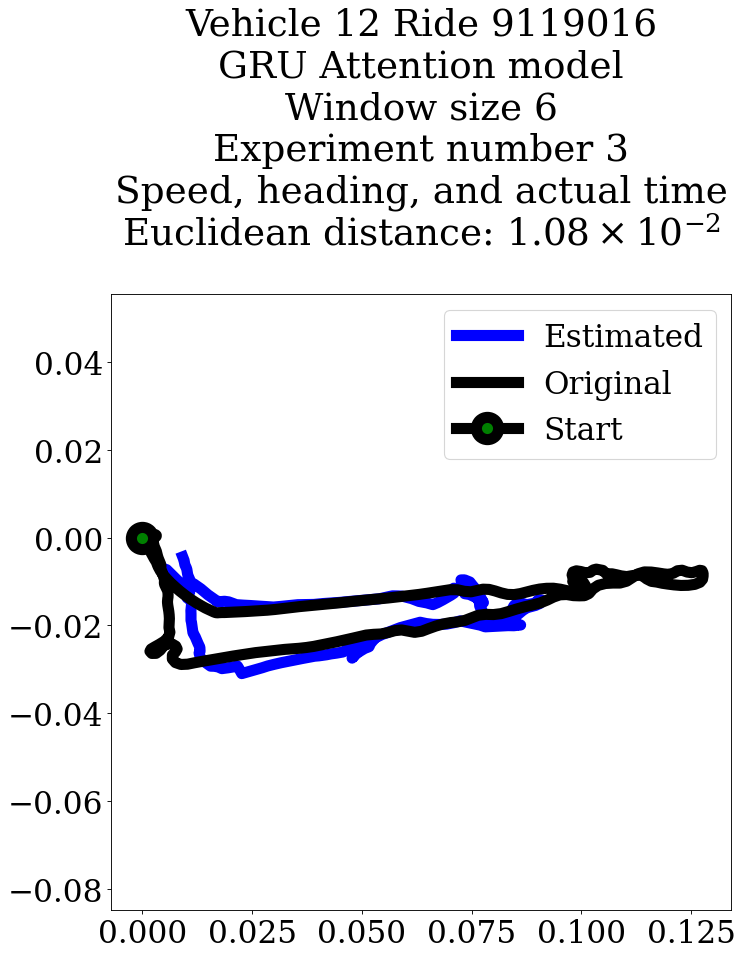 Vehicle 12 Ride 9119016
GRU Attention model
Window size 6
Experiment number 3
Speed, heading, and actual time
Euclidean distance: 1.08 × 10⁻²
Estimated
Original
Start
0.04
0.02
0.00
−0.02
−0.04
−0.06
−0.08
0.000 0.025 0.050 0.075 0.100 0.125